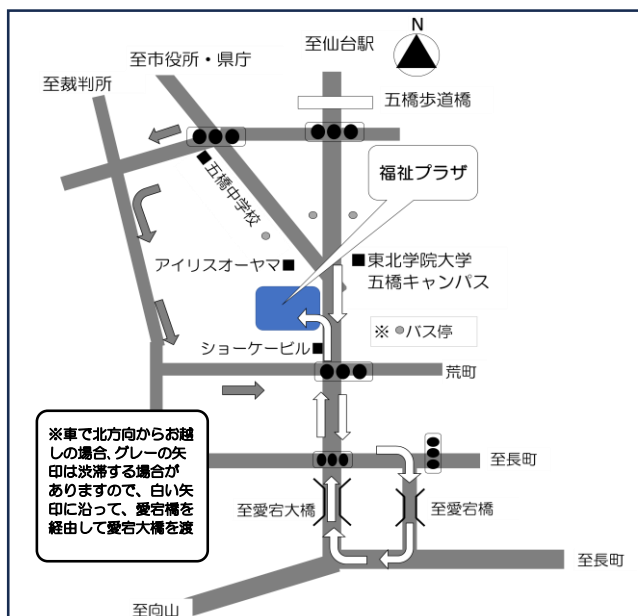 至仙台駅
N
至市役所・県庁
至裁判所
五橋歩道橋
福祉プラザ
五橋中学校
アイリスオーヤマ
東北学院大学
五橋キャンパス
※ バス停
ショーケービル
荒町
※車で北方向からお越
しの場合、グレーの矢
印は渋滞する場合が
ありますので、白い矢
印に沿って、愛宕橋を
経由して愛宕大橋を渡
至長町
至愛宕大橋
至愛宕橋
至長町
至向山